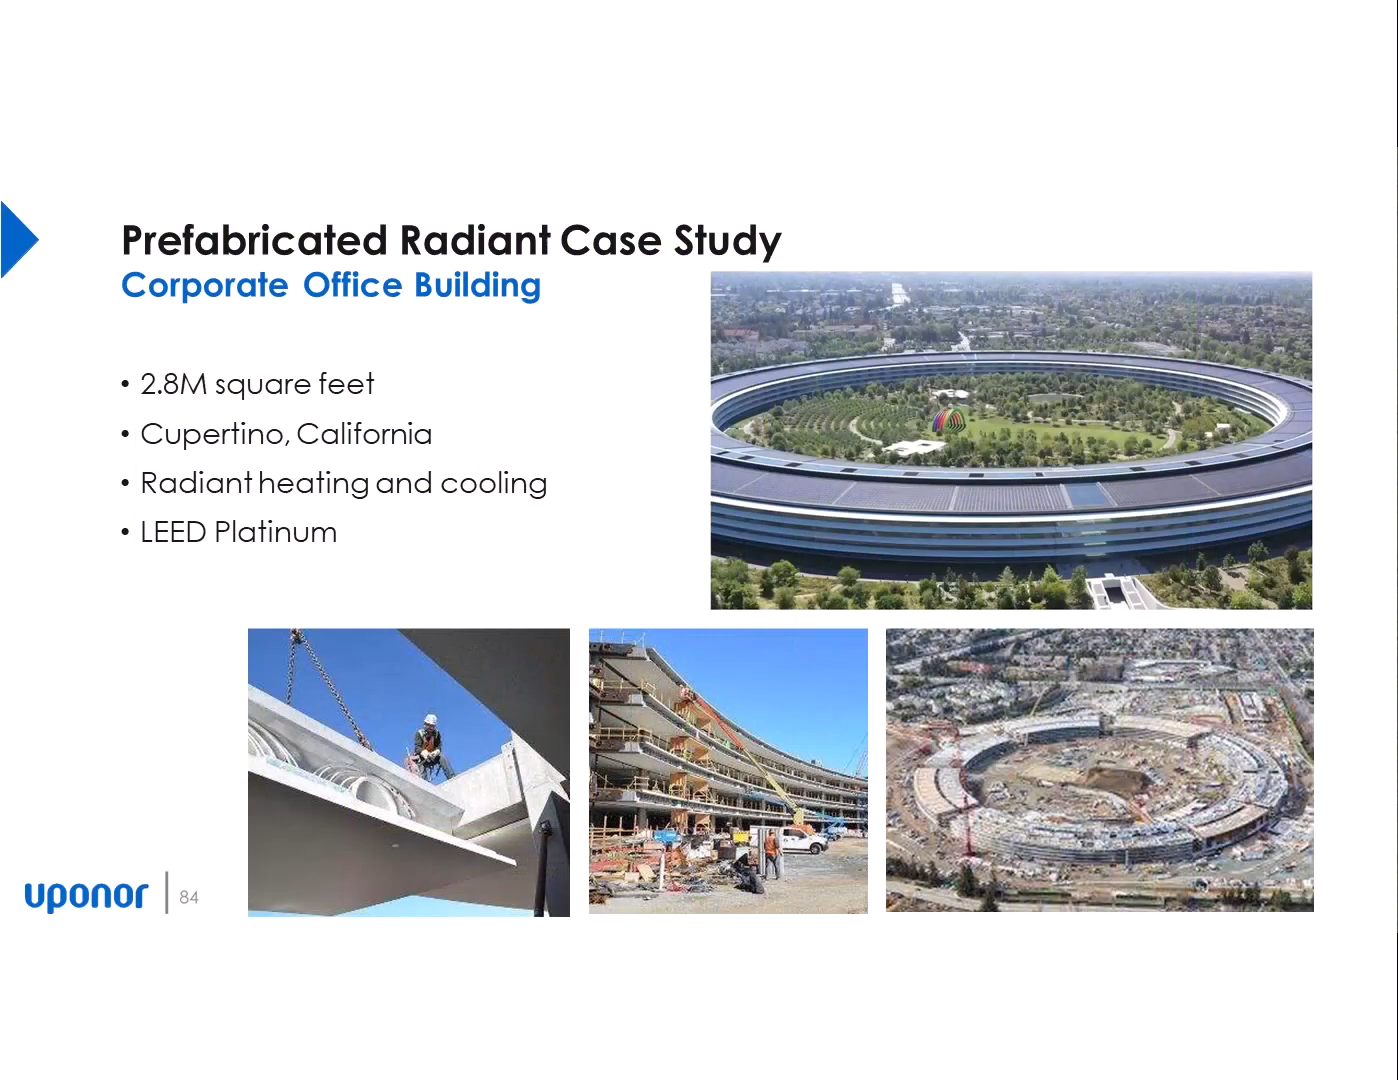 Prefabricated Radiant Case Study
Corporate Office Building
• 2.8M square feet
• Cupertino, California
• Radiant heating and cooling
• LEED Platinum
uponor
84